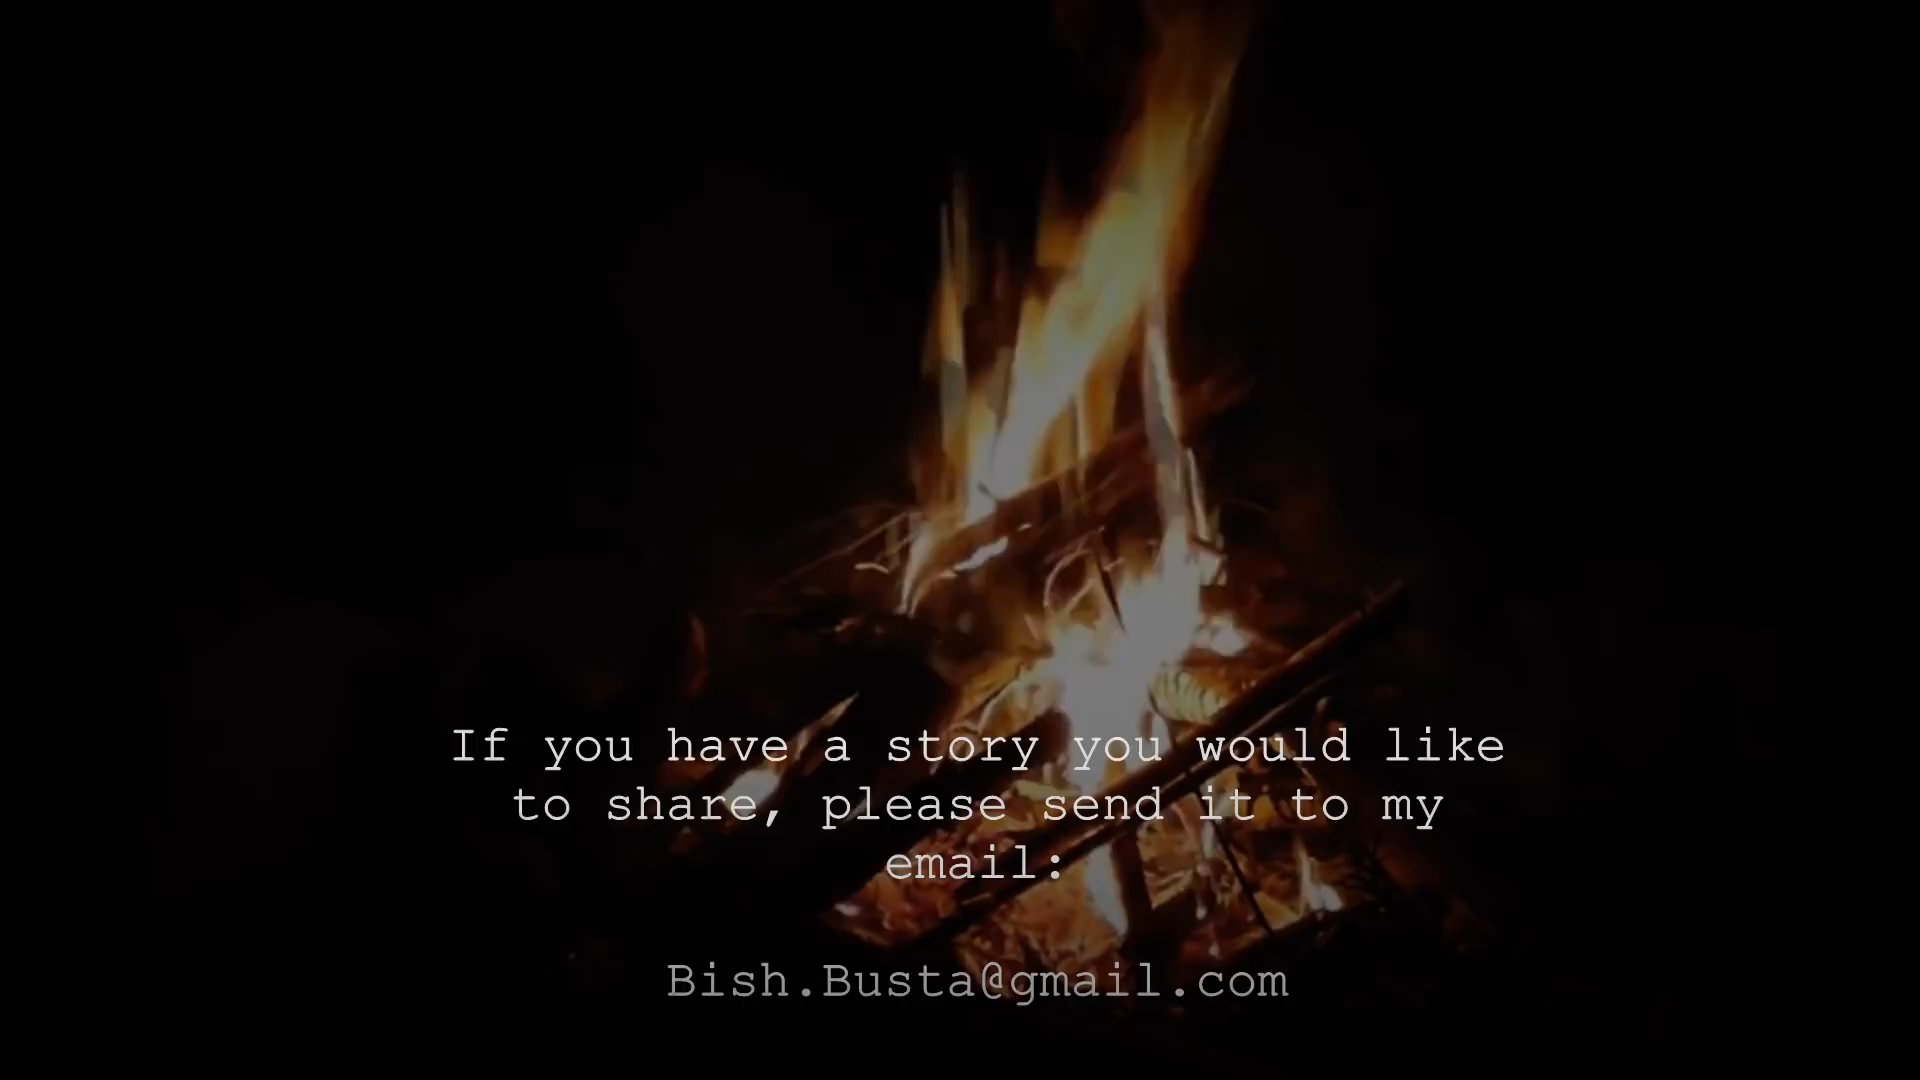 If you have a story you would like
to share, please send it to my
email:
Bish.Busta@gmail.com